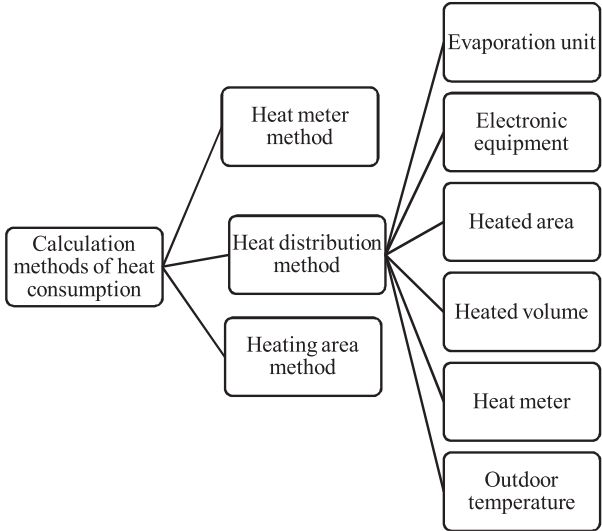 Calculation
methods of heat
consumption
Heat meter
method
Heat distribution
method
Heating area
method
Evaporation unit
Electronic
equipment
Heated area
Heated volume
Heat meter
Outdoor
temperature